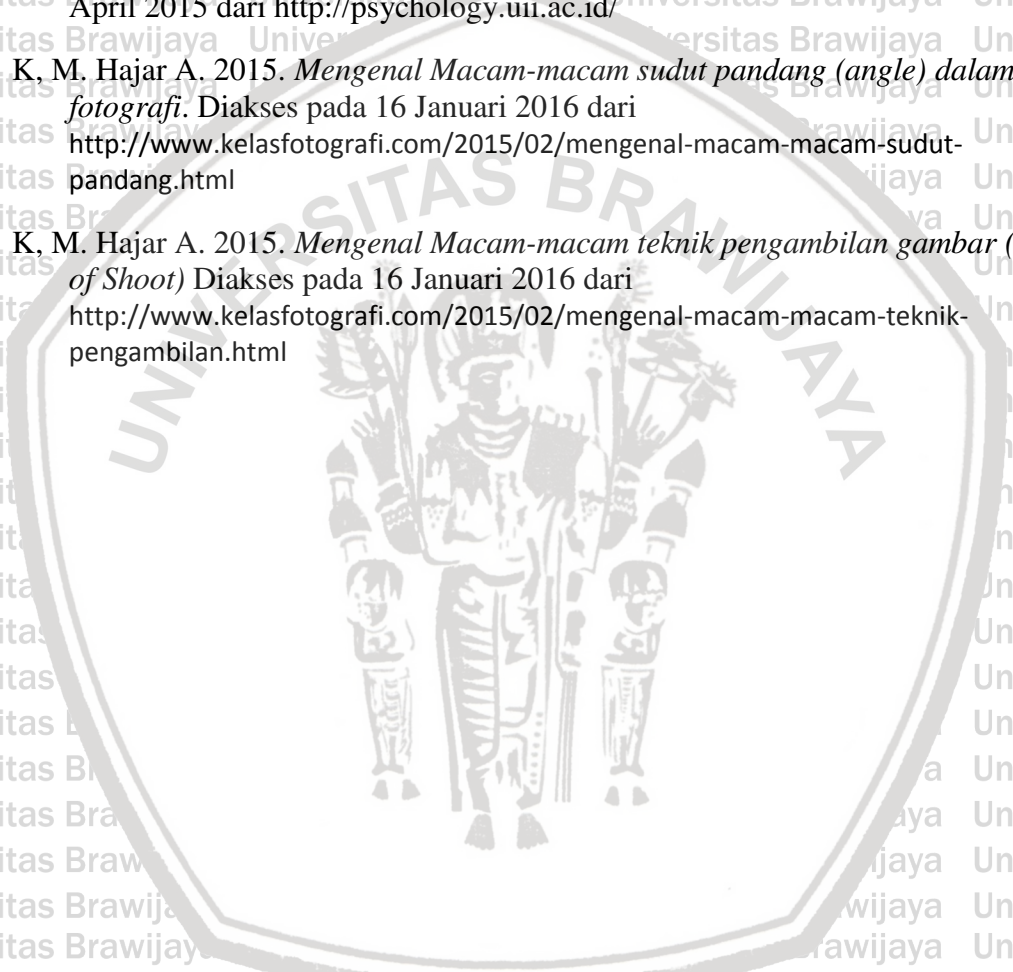 April 2015 dari http://psychology.uii.ac.id/
K, M. Hajar A. 2015. Mengenal Macam-macam sudut pandang (angle) dalam
fotografi. Diakses pada 16 Januari 2016 dari
http://www.kelasfotografi.com/2015/02/mengenal-macam-macam-sudut-
pandang.html
K, M. Hajar A. 2015. Mengenal Macam-macam teknik pengambilan gambar (
of Shoot) Diakses pada 16 Januari 2016 dari
http://www.kelasfotografi.com/2015/02/mengenal-macam-macam-teknik-
pengambilan.html
UNIVERSITAS BRAWIJAYA